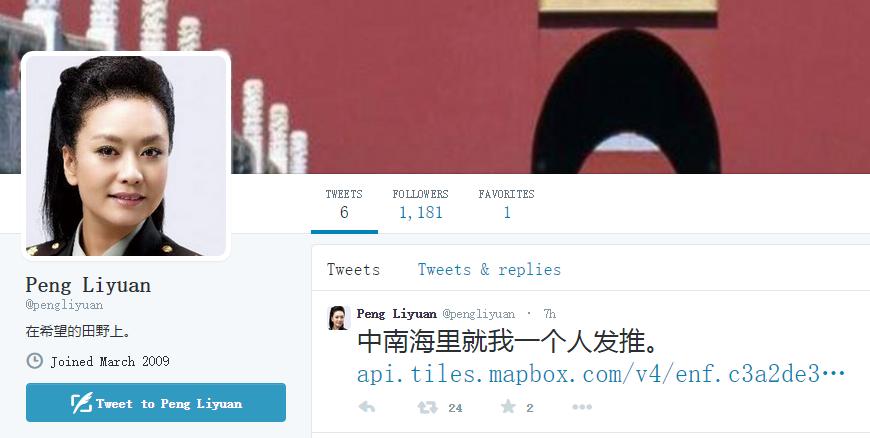 TWEETS FOLLOWERS FAVORITES
6 1,181 1
Peng Liyuan
@pengliyuan
在希望的田野上。
Joined March 2009
Tweet to Peng Liyuan
Tweets Tweets & replies
Peng Liyuan @pengliyuan · 7h
中南海里就我一个人发推。
api.tiles.mapbox.com/v4/enf.c3a2de3…
24 2